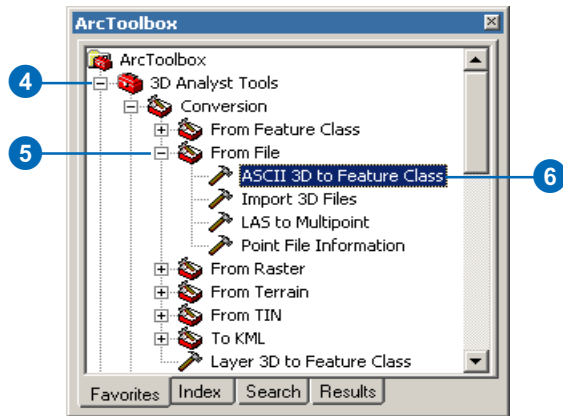 ArcToolbox
ArcToolbox
4
3D Analyst Tools
Conversion
From Feature Class
5
From File
ASCII 3D to Feature Class
6
Import 3D Files
LAS to Multipoint
Point File Information
From Raster
From Terrain
From TIN
To KML
Layer 3D to Feature Class
Favorites Index Search Results